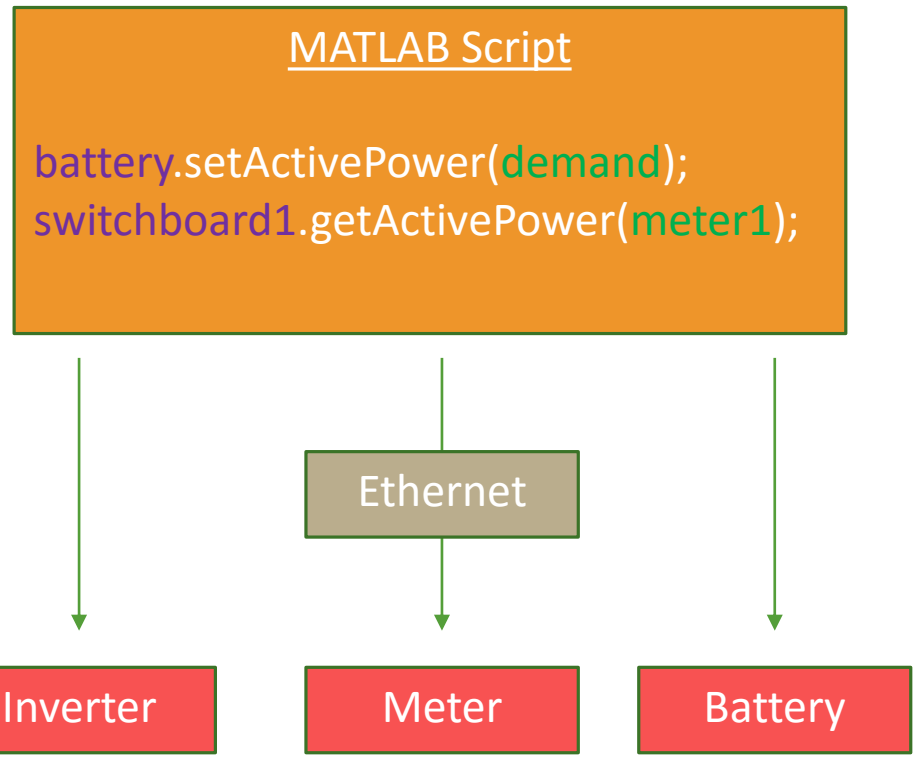 MATLAB Script
battery.setActivePower(demand);
switchboard1.getActivePower(meter1);
Ethernet
Inverter
Meter
Battery